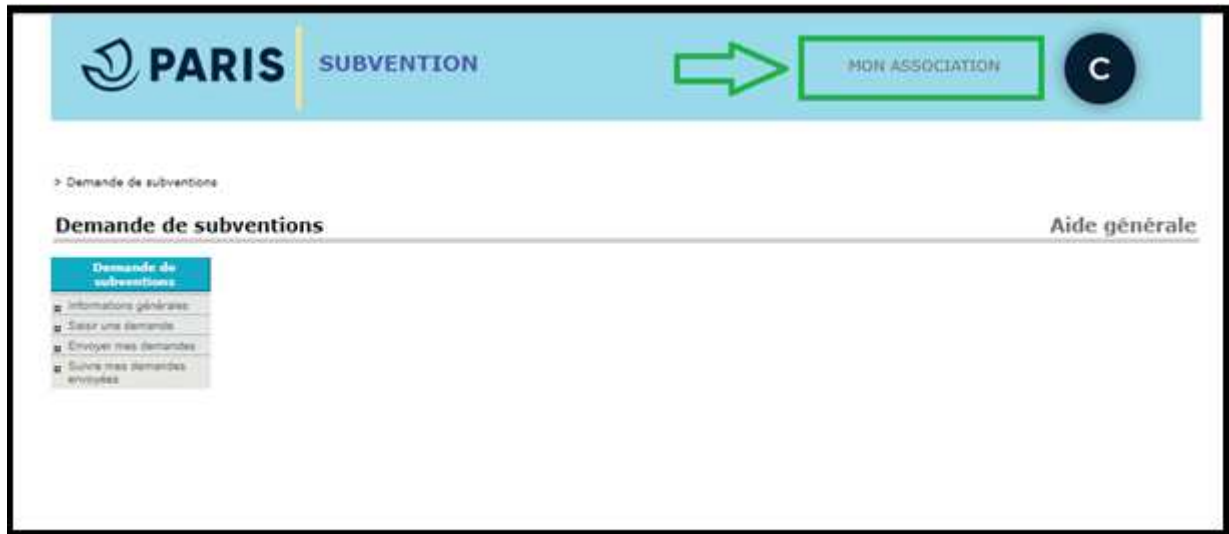 PARIS
SUBVENTION
MON ASSOCIATION
C
> Demande de subventions
Demande de subventions
Aide générale
Demande de
subventions
Informations générales
Saisir une demande
Envoyer mes demandes
Suivre mes demandes
envoyées